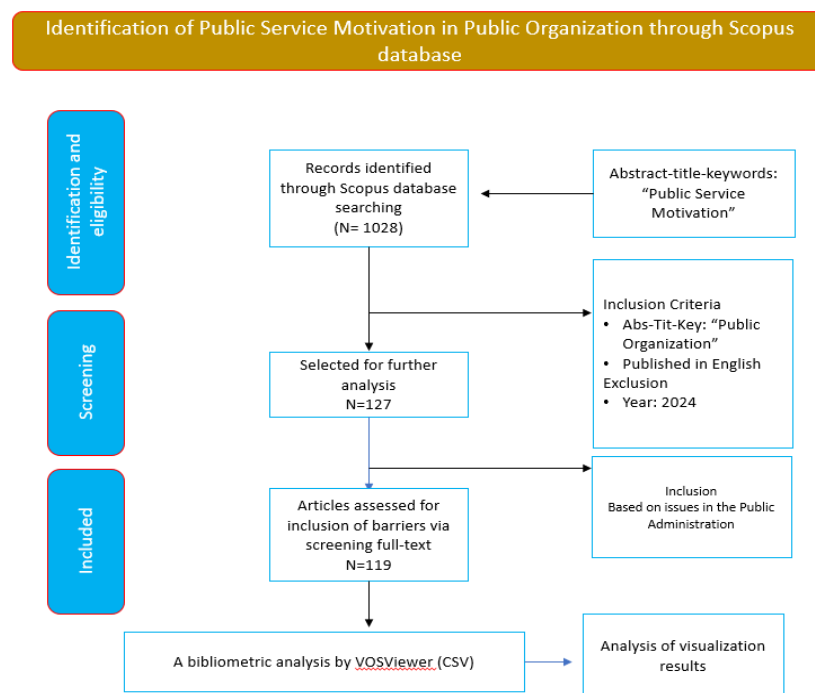 Identification of Public Service Motivation in Public Organization through Scopus
database
Identification and
eligibility
Records identified
through Scopus database
searching
(N= 1028)
Abstract-title-keywords:
“Public Service
Motivation”
Inclusion Criteria
• Abs-Tit-Key: “Public
Organization”
• Published in English
Exclusion
• Year: 2024
Screening
Selected for further
analysis
N=127
Inclusion
Based on issues in the Public
Administration
Included
Articles assessed for
inclusion of barriers via
screening full-text
N=119
A bibliometric analysis by VOSViewer (CSV)
Analysis of visualization
results